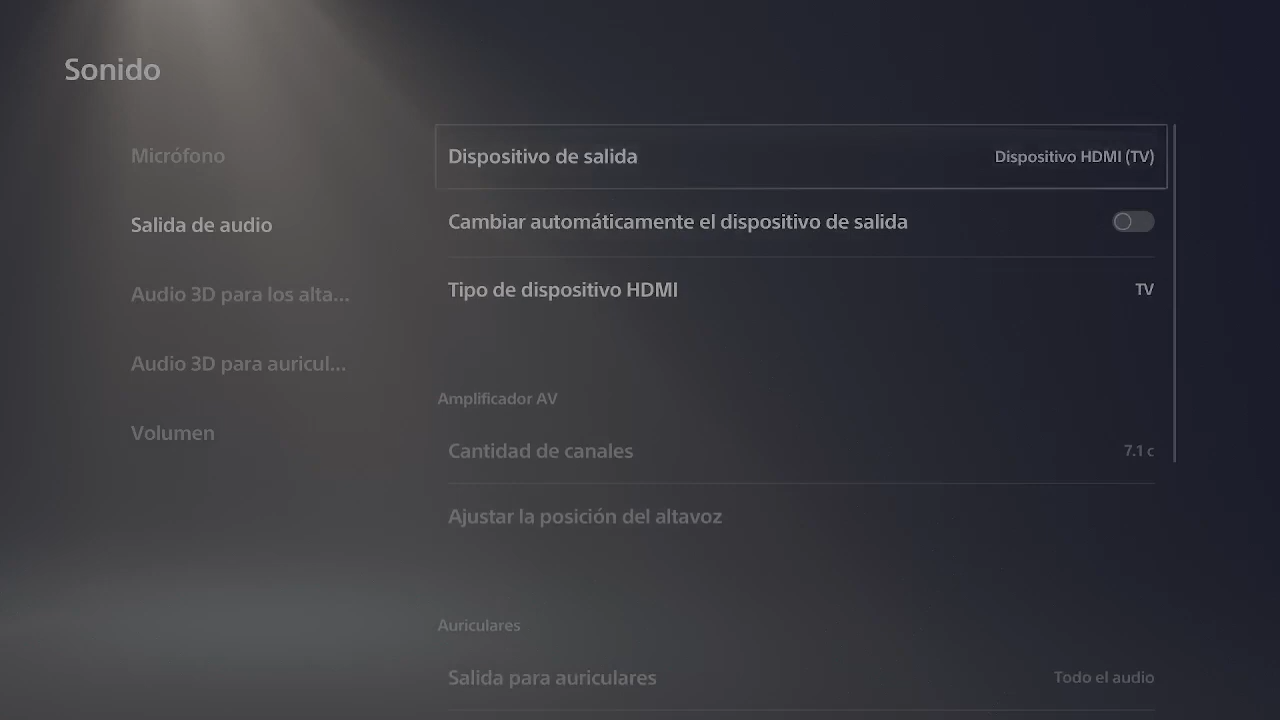 Sonido
Micrófono
Salida de audio
Audio 3D para los alta...
Audio 3D para auricul...
Volumen
Dispositivo de salida
Dispositivo HDMI (TV)
Cambiar automáticamente el dispositivo de salida
Tipo de dispositivo HDMI
TV
Amplificador AV
Cantidad de canales
7.1 c
Ajustar la posición del altavoz
Auriculares
Salida para auriculares
Todo el audio